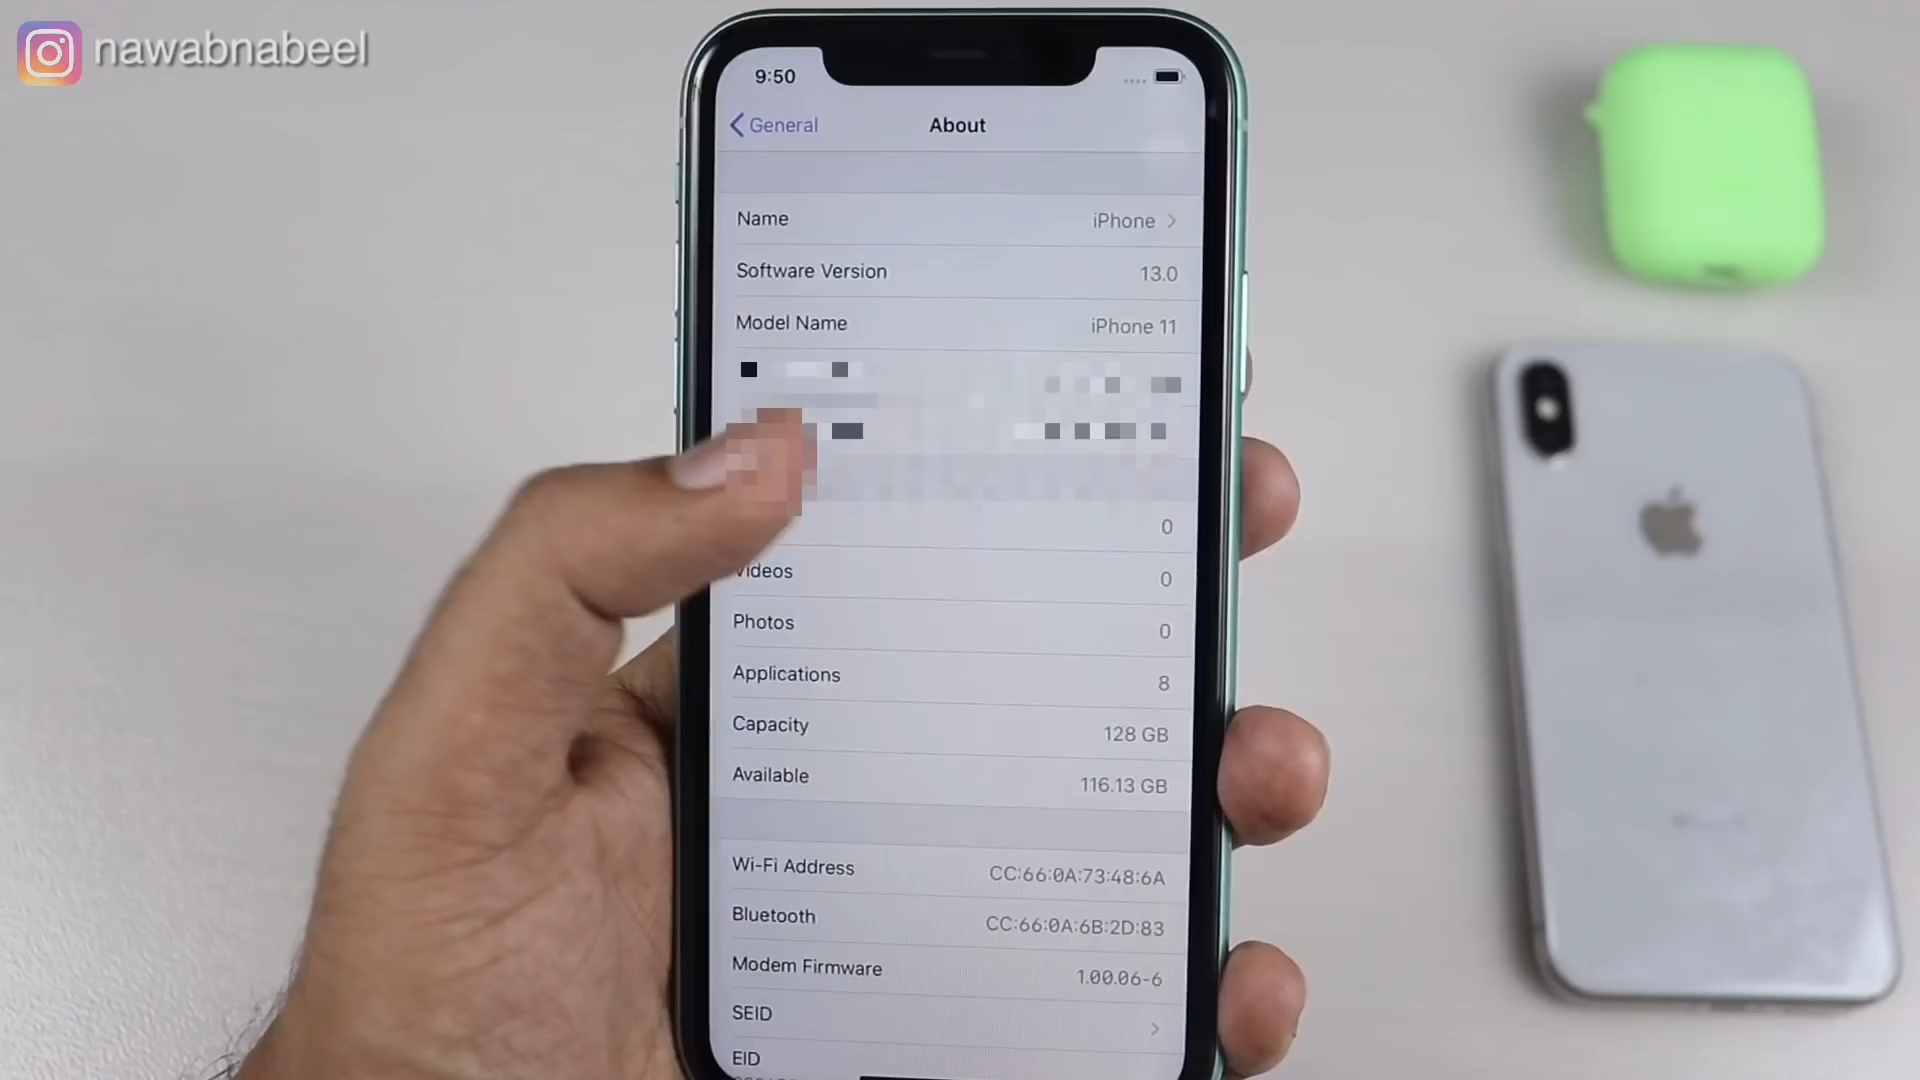 nawabnabeel
9:50
General About
Name iPhone
Software Version 13.0
Model Name iPhone 11
0
Videos 0
Photos 0
Applications 8
Capacity 128 GB
Available 116.13 GB
Wi-Fi Address CC:66:0A:73:48:6A
Bluetooth CC:66:0A:6B:2D:83
Modem Firmware 1.00.06-6
SEID
EID